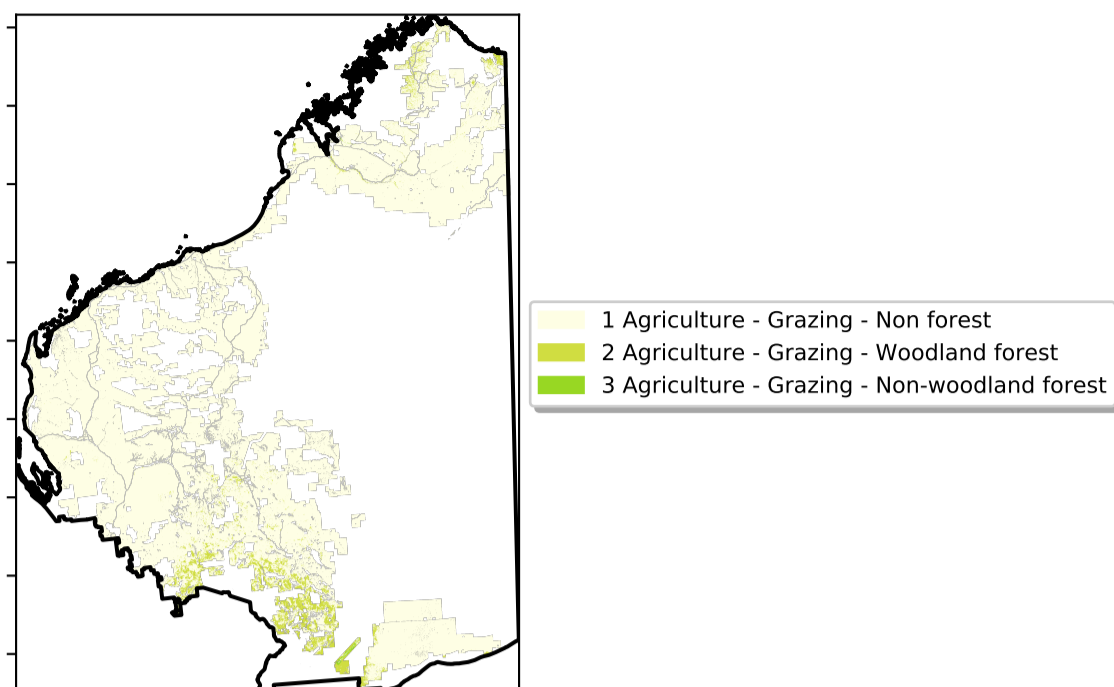 1 Agriculture - Grazing - Non forest
2 Agriculture - Grazing - Woodland forest
3 Agriculture - Grazing - Non-woodland forest